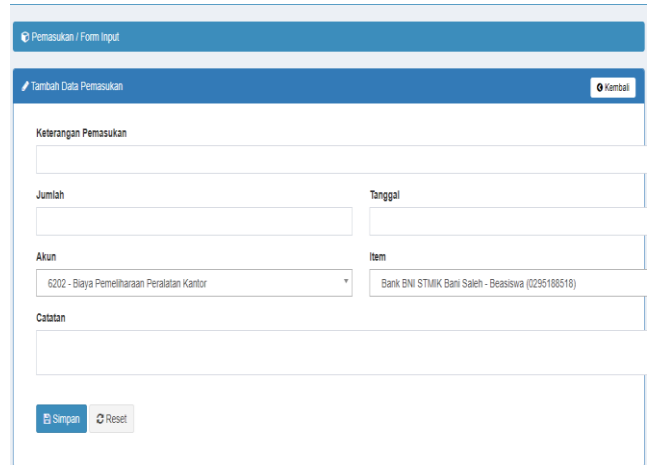 Pemasukan / Form Input
Tambah Data Pemasukan
Kembali
Keterangan Pemasukan
Jumlah
Tanggal
Akun
Item
6202 - Biaya Pemeliharaan Peralatan Kantor
Bank BNI STMIK Bani Saleh - Beasiswa (0295188518)
Catatan
Simpan
Reset